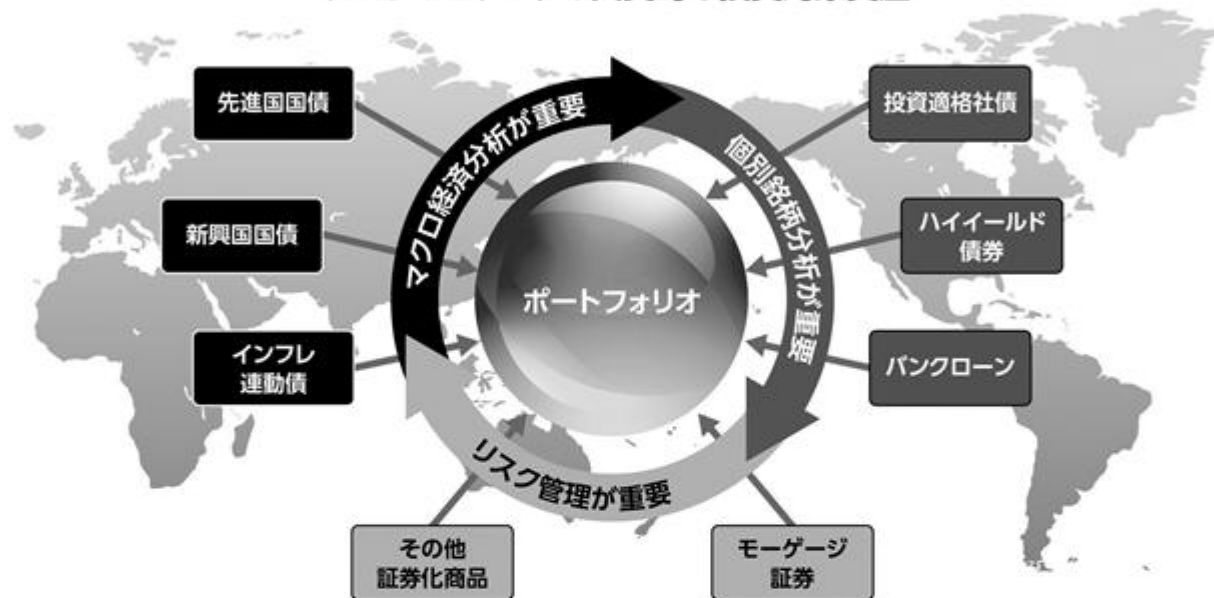 先進国国債
投資適格社債
マクロ経済分析が重要
個別銘柄分析が重要
新興国国債
ハイイールド
債券
ポートフォリオ
インフレ
連動債
バンクローン
リスク管理が重要
その他
証券化商品
モーゲージ
証券